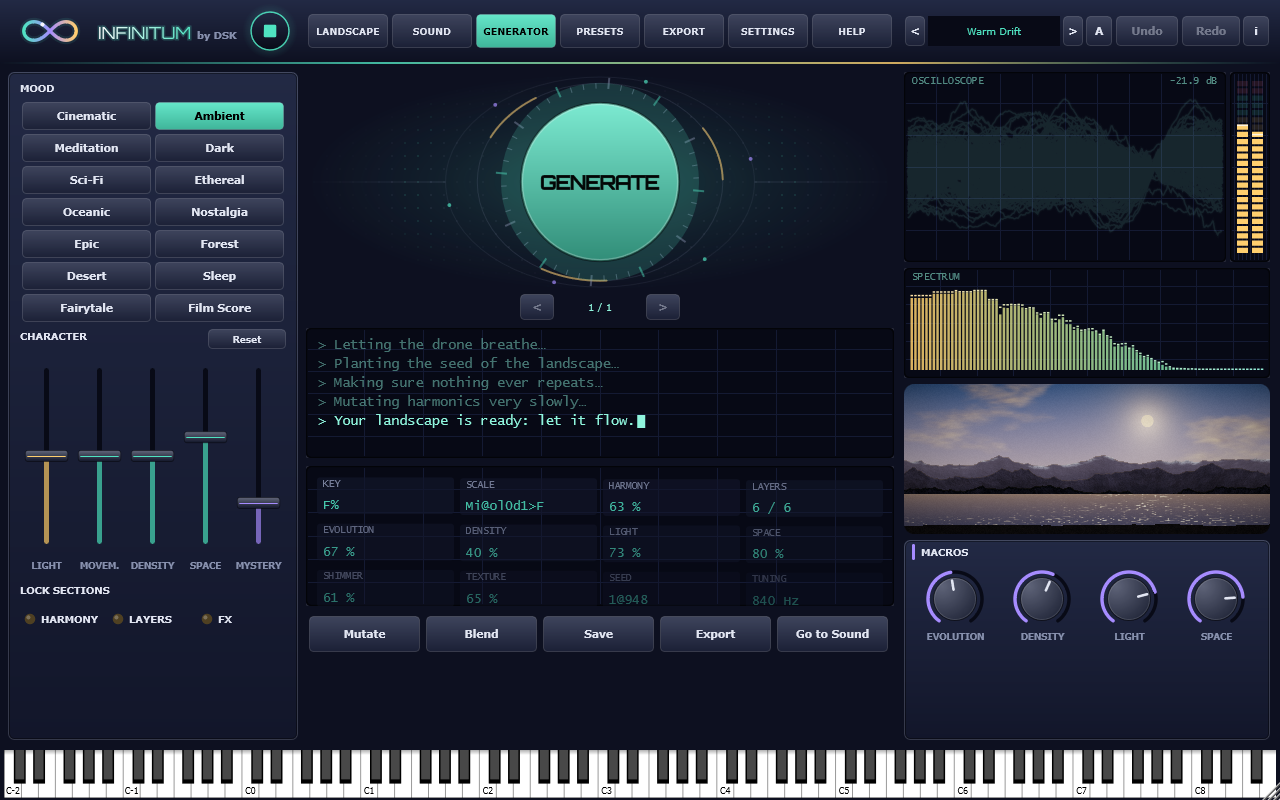 INFINITUM by DSK
LANDSCAPE SOUND GENERATOR PRESETS EXPORT SETTINGS HELP
< Warm Drift > A Undo Redo i
MOOD
Cinematic Ambient
Meditation Dark
Sci-Fi Ethereal
Oceanic Nostalgia
Epic Forest
Desert Sleep
Fairytale Film Score
CHARACTER Reset
LIGHT MOVEM. DENSITY SPACE MYSTERY
LOCK SECTIONS
HARMONY LAYERS FX
GENERATE
< 1 / 1 >
> Letting the drone breathe…
> Planting the seed of the landscape…
> Making sure nothing ever repeats…
> Mutating harmonics very slowly…
> Your landscape is ready: let it flow.
KEY SCALE HARMONY LAYERS
F% Mi@olOd1>F 63 % 6 / 6
EVOLUTION DENSITY LIGHT SPACE
67 % 40 % 73 % 80 %
SHIMMER TEXTURE SEED TUNING
61 % 65 % 1@948 840 Hz
Mutate Blend Save Export Go to Sound
OSCILLOSCOPE -21.9 dB
SPECTRUM
MACROS
EVOLUTION DENSITY LIGHT SPACE
C-2 C-1 C0 C1 C2 C3 C4 C5 C6 C7 C8